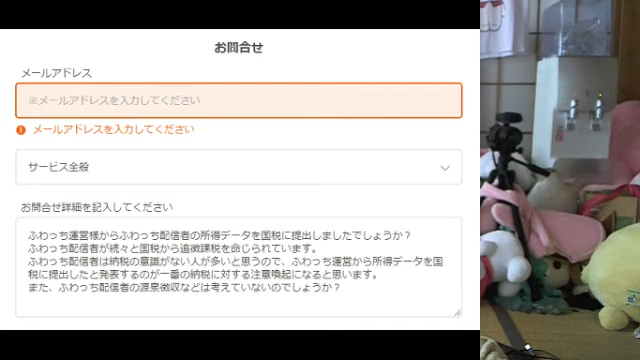 お問合せ
メールアドレス
※メールアドレスを入力してください
メールアドレスを入力してください
サービス全般
お問合せ詳細を記入してください
ふわっち運営様からふわっち配信者の所得データを国税に提出しましたでしょうか？
ふわっち配信者が続々と国税から追徴課税を命じられています。
ふわっち配信者は納税の意識がない人が多いと思うので、ふわっち運営から所得データを国
税に提出したと発表するのが一番の納税に対する注意喚起になると思います。
また、ふわっち配信者の源泉徴収などは考えていないのでしょうか？